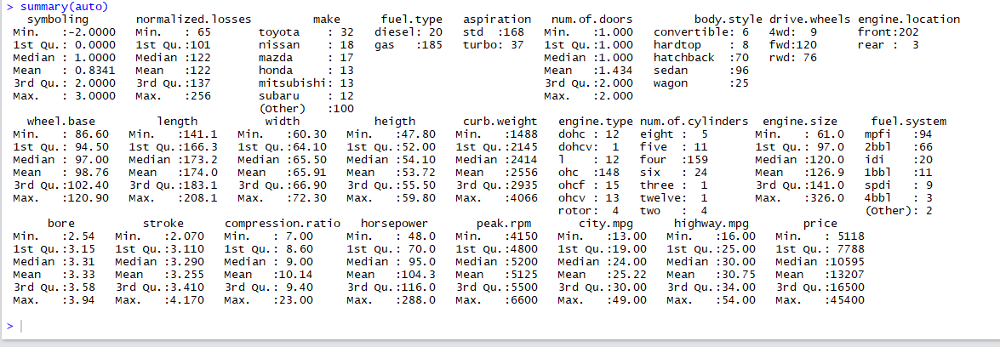 > summary(auto)
symboling normalized.losses make fuel.type aspiration num.of.doors body.style drive.wheels engine.location
Min. :-2.0000 Min. : 65 toyota : 32 diesel: 20 std :168 Min. :1.000 convertible: 6 4wd: 9 front:202
1st Qu.: 0.0000 1st Qu.:101 nissan : 18 gas :185 turbo: 37 1st Qu.:1.000 hardtop : 8 fwd:120 rear : 3
Median : 1.0000 Median :122 mazda : 17 Median :1.000 hatchback :70 rwd: 76
Mean : 0.8341 Mean :122 honda : 13 Mean :1.434 sedan :96
3rd Qu.: 2.0000 3rd Qu.:137 mitsubishi: 13 3rd Qu.:2.000 wagon :25
Max. : 3.0000 Max. :256 subaru : 12 Max. :2.000
(Other) :100
wheel.base length width heigth curb.weight engine.type num.of.cylinders engine.size fuel.system
Min. : 86.60 Min. :141.1 Min. :60.30 Min. :47.80 Min. :1488 dohc : 12 eight : 5 Min. : 61.0 mpfi :94
1st Qu.: 94.50 1st Qu.:166.3 1st Qu.:64.10 1st Qu.:52.00 1st Qu.:2145 dohcv: 1 five : 11 1st Qu.: 97.0 2bbl :66
Median : 97.00 Median :173.2 Median :65.50 Median :54.10 Median :2414 l : 12 four :159 Median :120.0 idi :20
Mean : 98.76 Mean :174.0 Mean :65.91 Mean :53.72 Mean :2556 ohc :148 six : 24 Mean :126.9 1bbl :11
3rd Qu.:102.40 3rd Qu.:183.1 3rd Qu.:66.90 3rd Qu.:55.50 3rd Qu.:2935 ohcf : 15 three : 1 3rd Qu.:141.0 spdi : 9
Max. :120.90 Max. :208.1 Max. :72.30 Max. :59.80 Max. :4066 ohcv : 13 twelve: 1 Max. :326.0 4bbl : 3
rotor: 4 two : 4 (Other): 2
bore stroke compression.ratio horsepower peak.rpm city.mpg highway.mpg price
Min. :2.54 Min. :2.070 Min. : 7.00 Min. : 48.0 Min. :4150 Min. :13.00 Min. :16.00 Min. : 5118
1st Qu.:3.15 1st Qu.:3.110 1st Qu.: 8.60 1st Qu.: 70.0 1st Qu.:4800 1st Qu.:19.00 1st Qu.:25.00 1st Qu.: 7788
Median :3.31 Median :3.290 Median : 9.00 Median : 95.0 Median :5200 Median :24.00 Median :30.00 Median :10595
Mean :3.33 Mean :3.255 Mean :10.14 Mean :104.3 Mean :5125 Mean :25.22 Mean :30.75 Mean :13207
3rd Qu.:3.58 3rd Qu.:3.410 3rd Qu.: 9.40 3rd Qu.:116.0 3rd Qu.:5500 3rd Qu.:30.00 3rd Qu.:34.00 3rd Qu.:16500
Max. :3.94 Max. :4.170 Max. :23.00 Max. :288.0 Max. :6600 Max. :49.00 Max. :54.00 Max. :45400
>